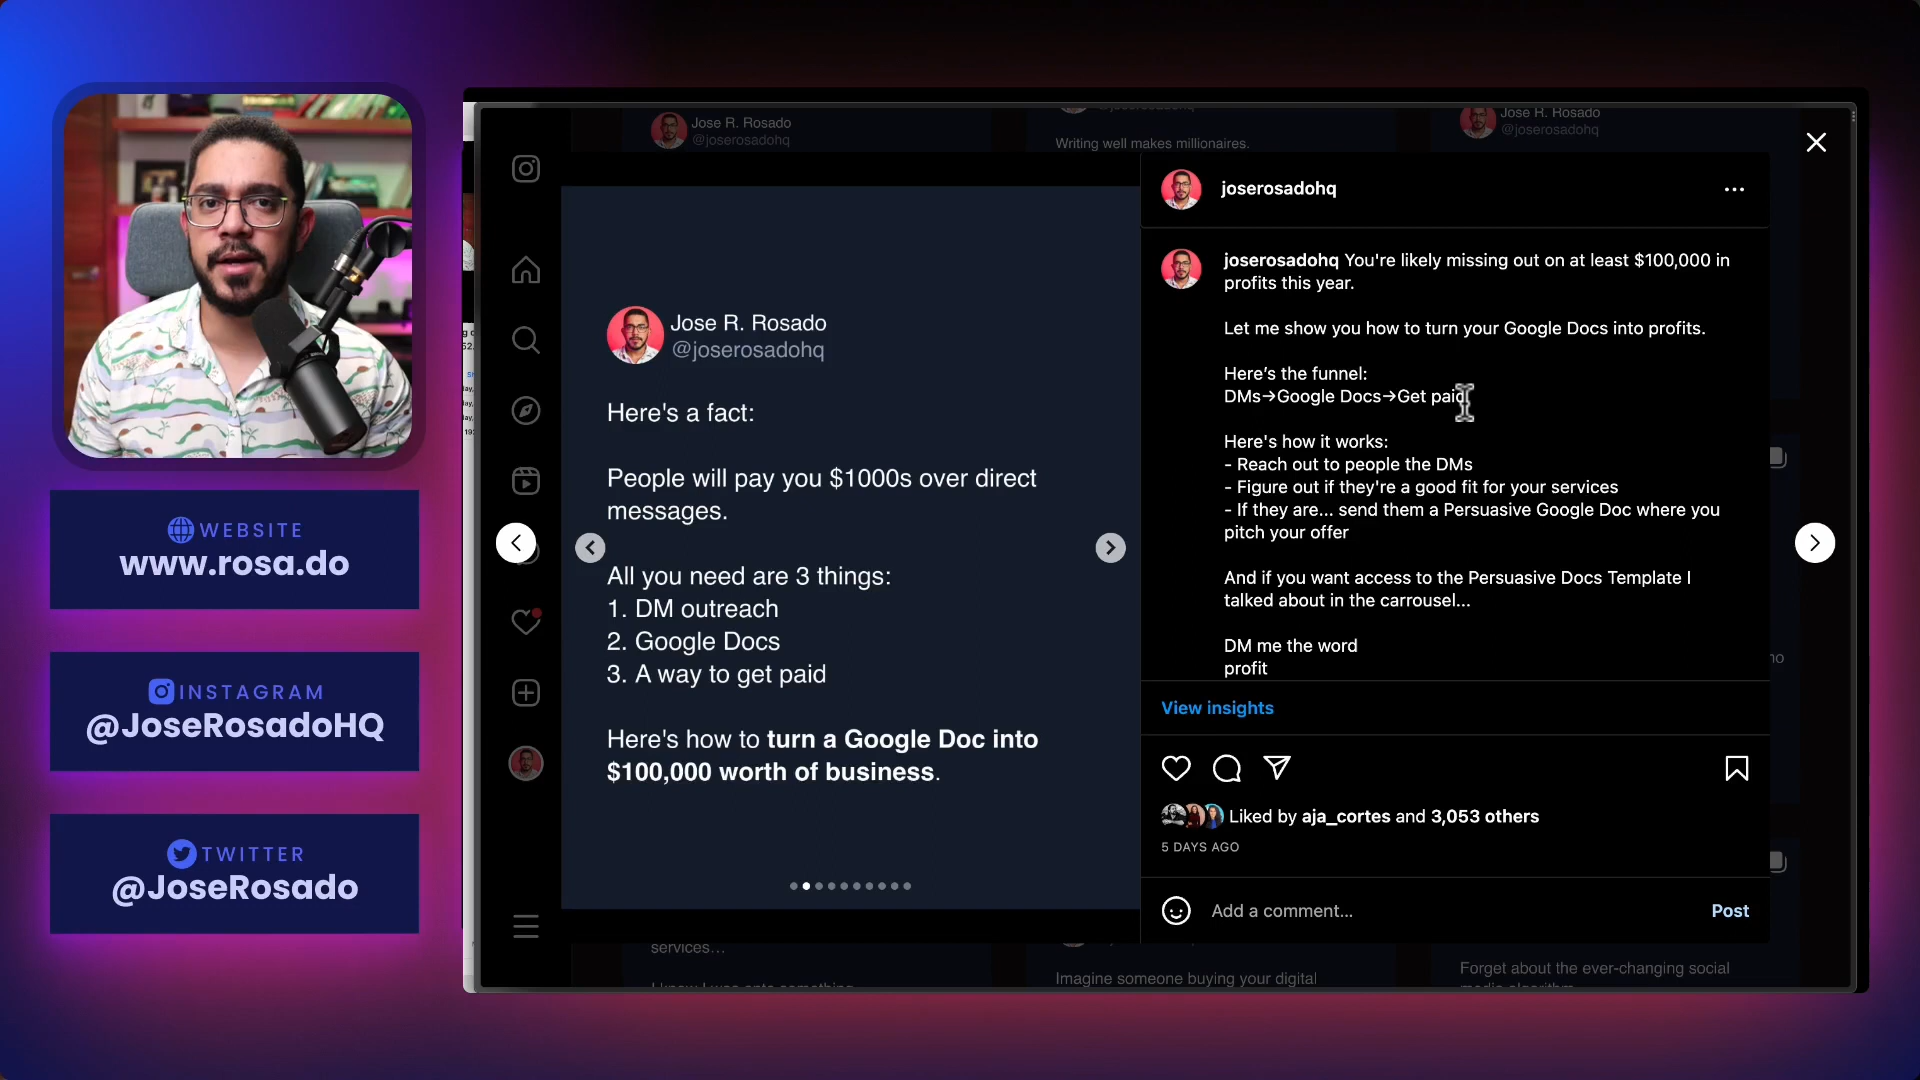 WEBSITE
www.rosa.do
INSTAGRAM
@JoseRosadoHQ
TWITTER
@JoseRosado
Jose R. Rosado
@joserosadohq
Writing well makes millionaires.
Jose R. Rosado
@joserosadohq
Jose R. Rosado
@joserosadohq
Here's a fact:
People will pay you $1000s over direct
messages.
All you need are 3 things:
1. DM outreach
2. Google Docs
3. A way to get paid
Here's how to turn a Google Doc into
$100,000 worth of business.
joserosadohq
joserosadohq You're likely missing out on at least $100,000 in
profits this year.
Let me show you how to turn your Google Docs into profits.
Here's the funnel:
DMs→Google Docs→Get paid
Here's how it works:
- Reach out to people the DMs
- Figure out if they're a good fit for your services
- If they are... send them a Persuasive Google Doc where you
pitch your offer
And if you want access to the Persuasive Docs Template I
talked about in the carrousel...
DM me the word
profit
View insights
Liked by aja_cortes and 3,053 others
5 DAYS AGO
Add a comment...
Post
services...
Imagine someone buying your digital
Forget about the ever-changing social